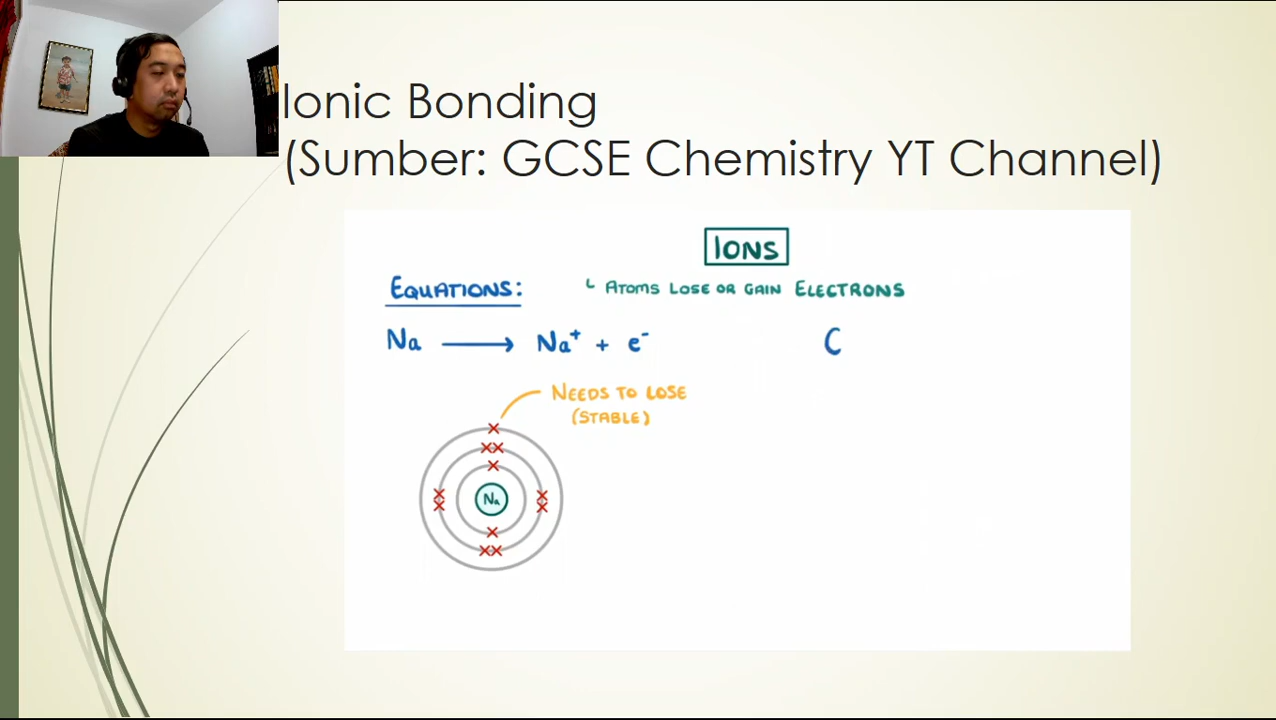 Ionic Bonding
(Sumber: GCSE Chemistry YT Channel)
IONS
EQUATIONS:
└ ATOMS LOSE OR GAIN ELECTRONS
Na ⟶ Na⁺ + e⁻
C
NEEDS TO LOSE
(STABLE)
Na